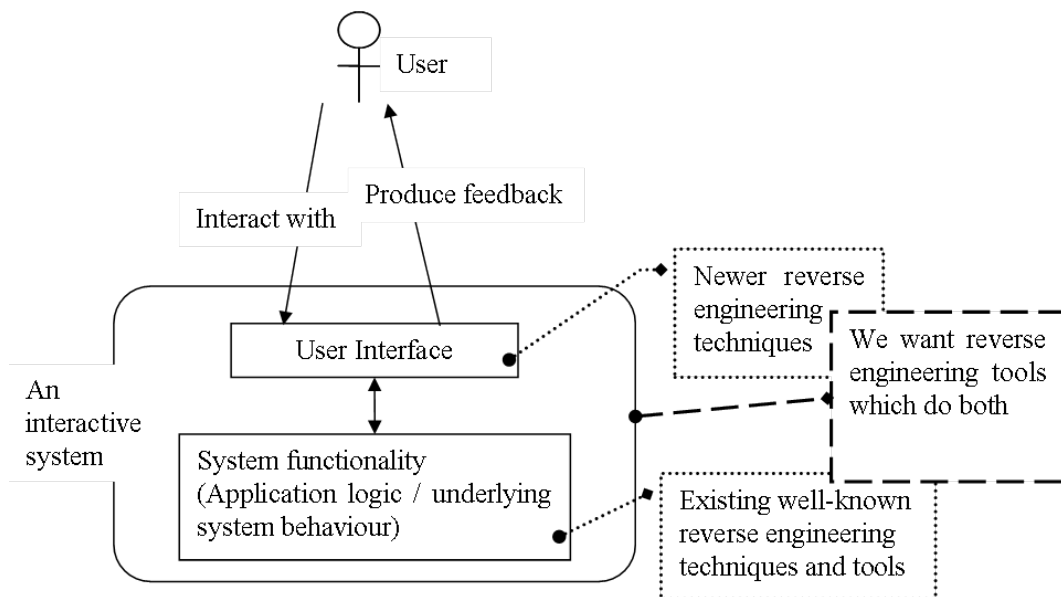 User
Produce feedback
Interact with
Newer reverse
engineering
techniques
We want reverse
engineering tools
which do both
User Interface
An
interactive
system
System functionality
(Application logic / underlying
system behaviour)
Existing well-known
reverse engineering
techniques and tools